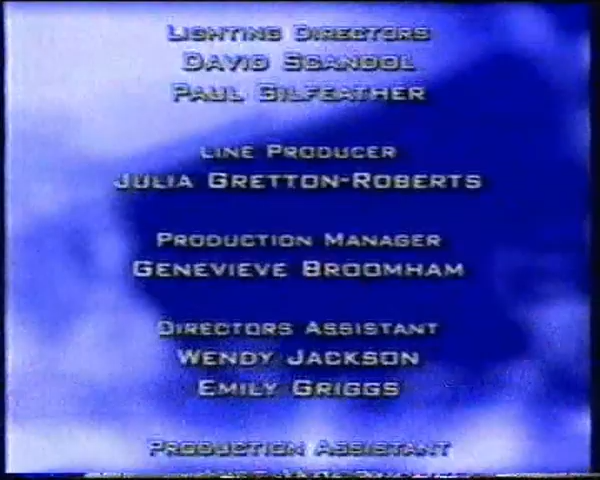 Lighting Directors
David Scandol
Paul Gilfeather
Line Producer
Julia Gretton-Roberts
Production Manager
Genevieve Broomham
Directors Assistant
Wendy Jackson
Emily Griggs
Production Assistant